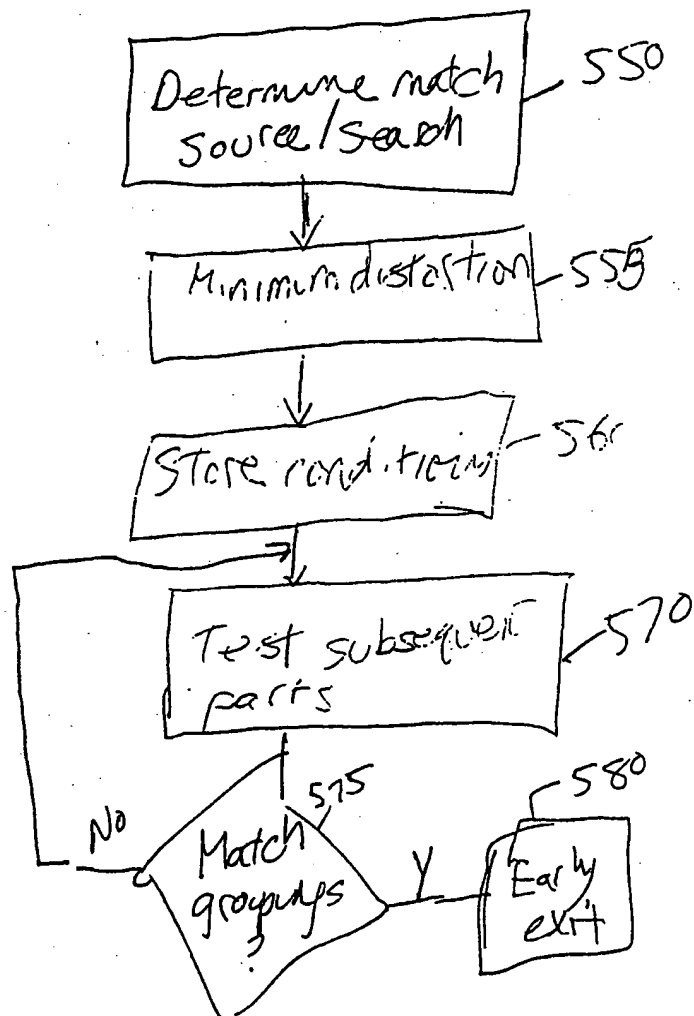 Determine match
source/search
550
Minimum distortion
555
Store conditions
Test subsequent
parts
570
575
580
No
Match
groupings
?
Y
Early
exit